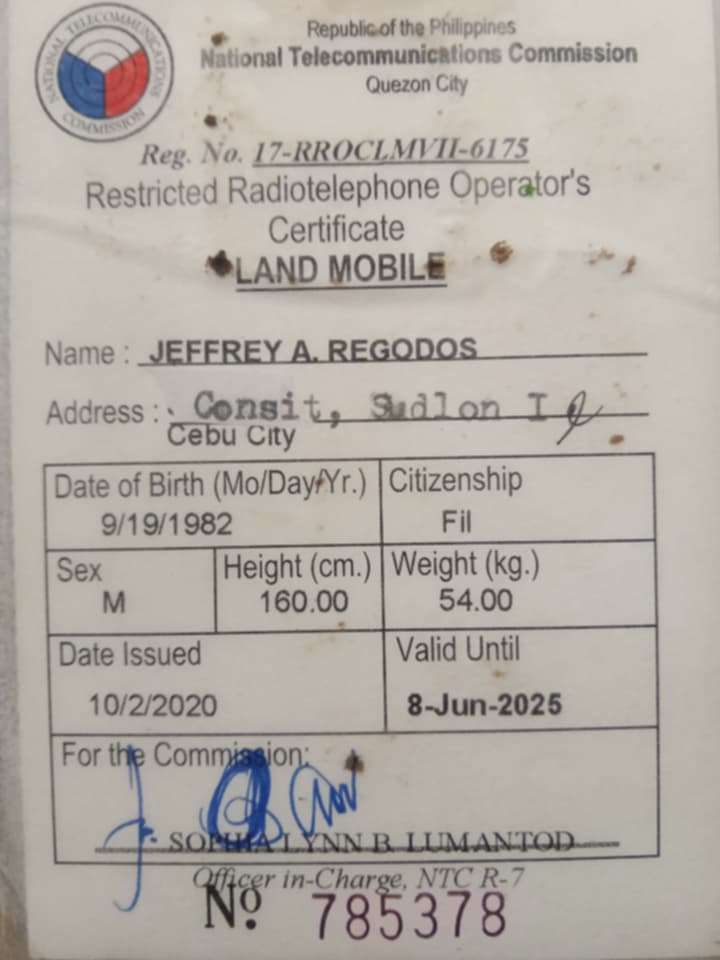 NATIONAL TELECOMMUNICATIONS COMMISSION
Republic of the Philippines
National Telecommunications Commission
Quezon City
Reg. No. 17-RROCLMVII-6175
Restricted Radiotelephone Operator's
Certificate
LAND MOBILE
Name : JEFFREY A. REGODOS
Address : Consit, Sudlon I
Cebu City
Date of Birth (Mo/Day/Yr.) Citizenship
9/19/1982 Fil
Sex Height (cm.) Weight (kg.)
M 160.00 54.00
Date Issued Valid Until
10/2/2020 8-Jun-2025
For the Commission:
SOPHIA LYNN B. LUMANTOD
Officer in-Charge, NTC R-7
Nº 785378